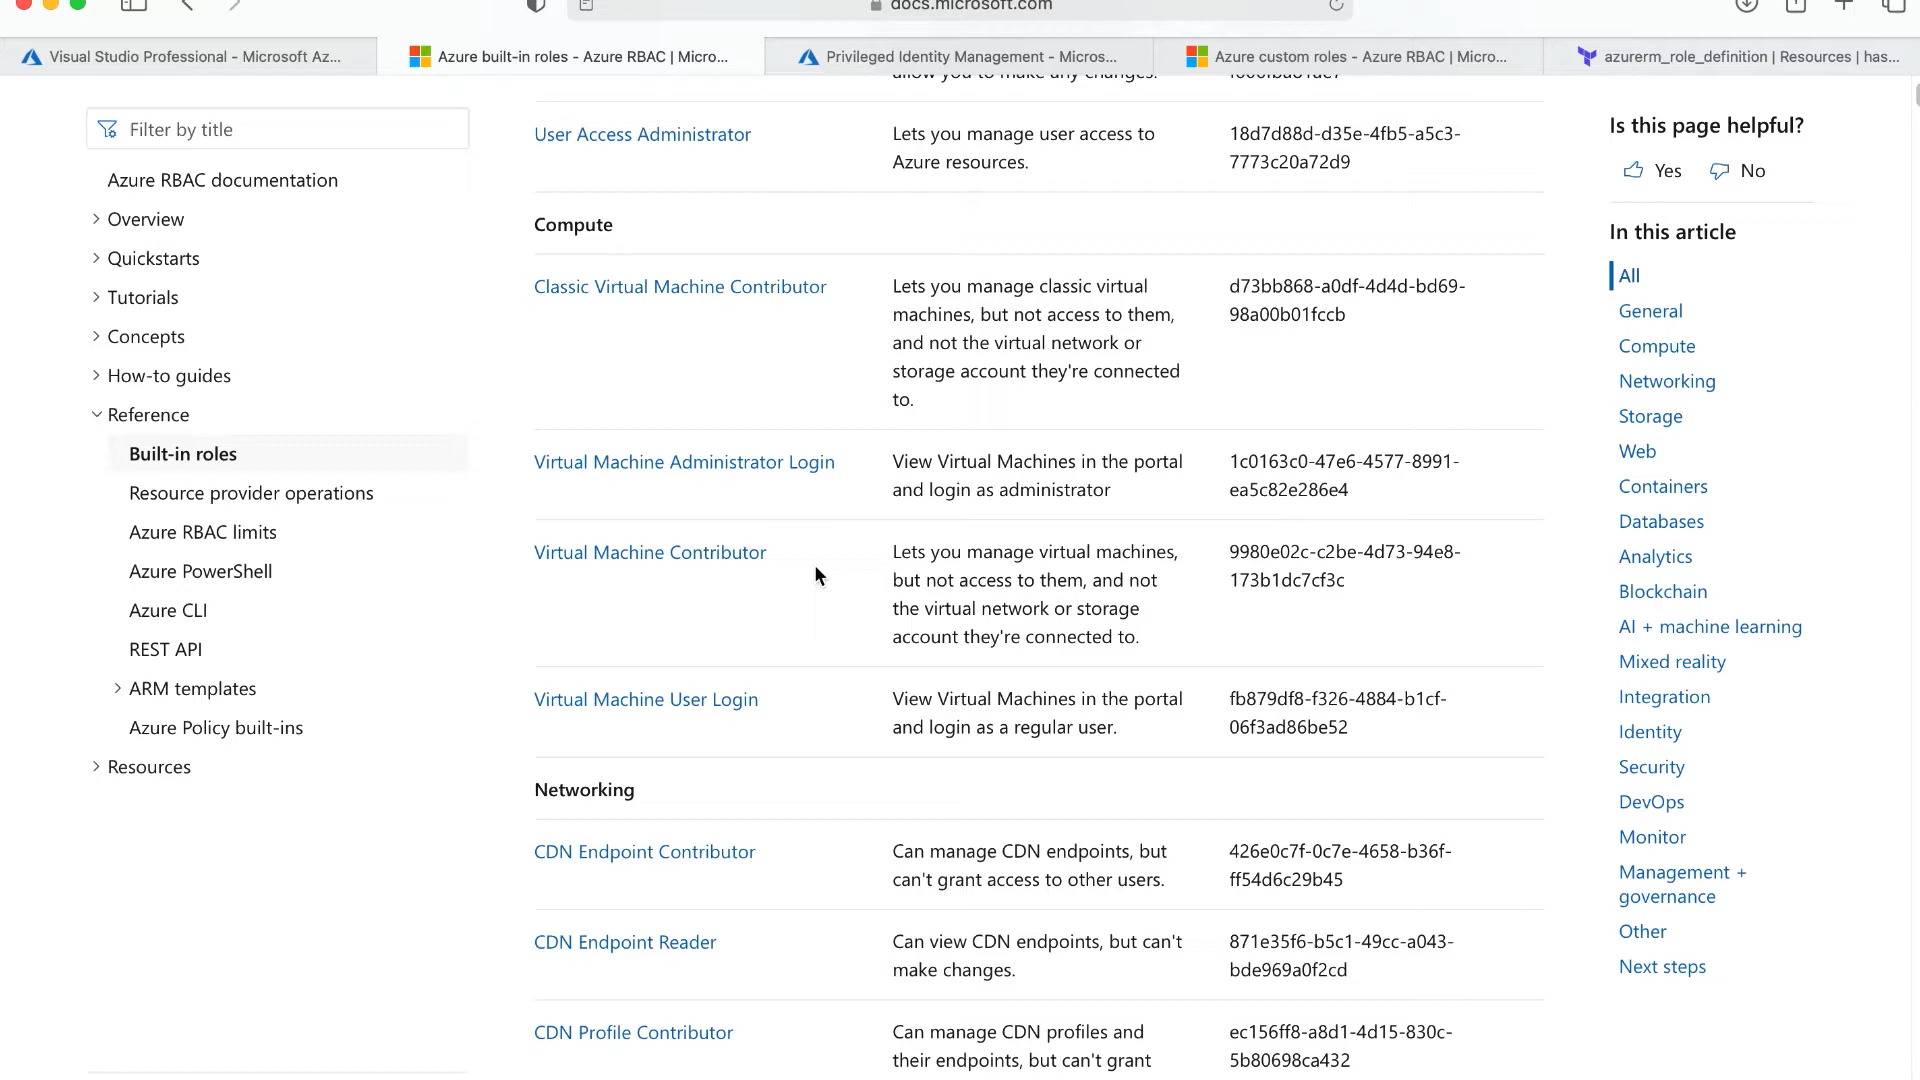 docs.microsoft.com
Visual Studio Professional - Microsoft Az...
Azure built-in roles - Azure RBAC | Micro...
Privileged Identity Management - Micros...
Azure custom roles - Azure RBAC | Micro...
azurerm_role_definition | Resources | has...
Filter by title
Azure RBAC documentation
Overview
Quickstarts
Tutorials
Concepts
How-to guides
Reference
Built-in roles
Resource provider operations
Azure RBAC limits
Azure PowerShell
Azure CLI
REST API
ARM templates
Azure Policy built-ins
Resources
allow you to make any changes.
User Access Administrator
Lets you manage user access to
Azure resources.
18d7d88d-d35e-4fb5-a5c3-
7773c20a72d9
Compute
Classic Virtual Machine Contributor
Lets you manage classic virtual
machines, but not access to them,
and not the virtual network or
storage account they're connected
to.
d73bb868-a0df-4d4d-bd69-
98a00b01fccb
Virtual Machine Administrator Login
View Virtual Machines in the portal
and login as administrator
1c0163c0-47e6-4577-8991-
ea5c82e286e4
Virtual Machine Contributor
Lets you manage virtual machines,
but not access to them, and not
the virtual network or storage
account they're connected to.
9980e02c-c2be-4d73-94e8-
173b1dc7cf3c
Virtual Machine User Login
View Virtual Machines in the portal
and login as a regular user.
fb879df8-f326-4884-b1cf-
06f3ad86be52
Networking
CDN Endpoint Contributor
Can manage CDN endpoints, but
can't grant access to other users.
426e0c7f-0c7e-4658-b36f-
ff54d6c29b45
CDN Endpoint Reader
Can view CDN endpoints, but can't
make changes.
871e35f6-b5c1-49cc-a043-
bde969a0f2cd
CDN Profile Contributor
Can manage CDN profiles and
their endpoints, but can't grant
ec156ff8-a8d1-4d15-830c-
5b80698ca432
Is this page helpful?
Yes
No
In this article
All
General
Compute
Networking
Storage
Web
Containers
Databases
Analytics
Blockchain
AI + machine learning
Mixed reality
Integration
Identity
Security
DevOps
Monitor
Management +
governance
Other
Next steps